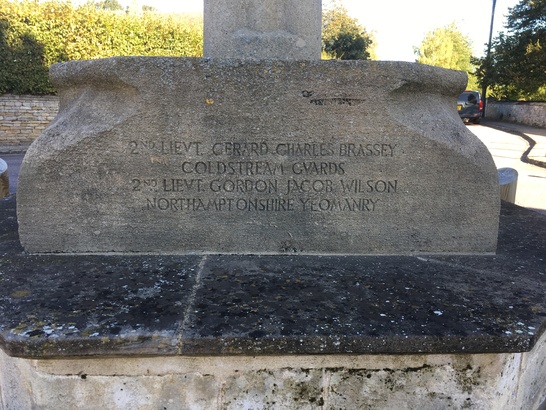 2ND LIEVT. GERARD CHARLES BRASSEY
COLDSTREAM GVARDS
2ND LIEVT. GORDON JACOB WILSON
NORTHAMPTONSHIRE YEOMANRY